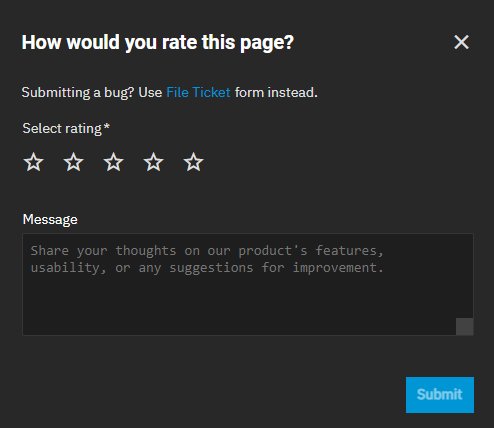 How would you rate this page?
Submitting a bug? Use File Ticket form instead.
Select rating*
Message
Share your thoughts on our product's features,
usability, or any suggestions for improvement.
Submit